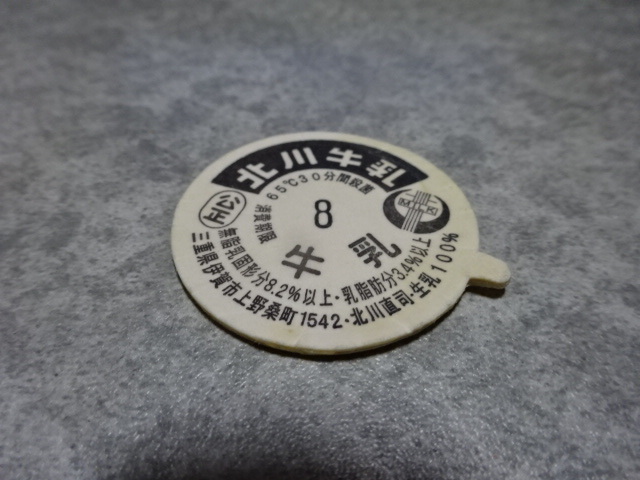 北川牛乳
65℃30分間殺菌
公正
消費期限
8
牛乳
無脂乳固形分8.2%以上・乳脂肪分3.4%以上
三重県伊賀市上野桑町1542・北川直司・生乳100%